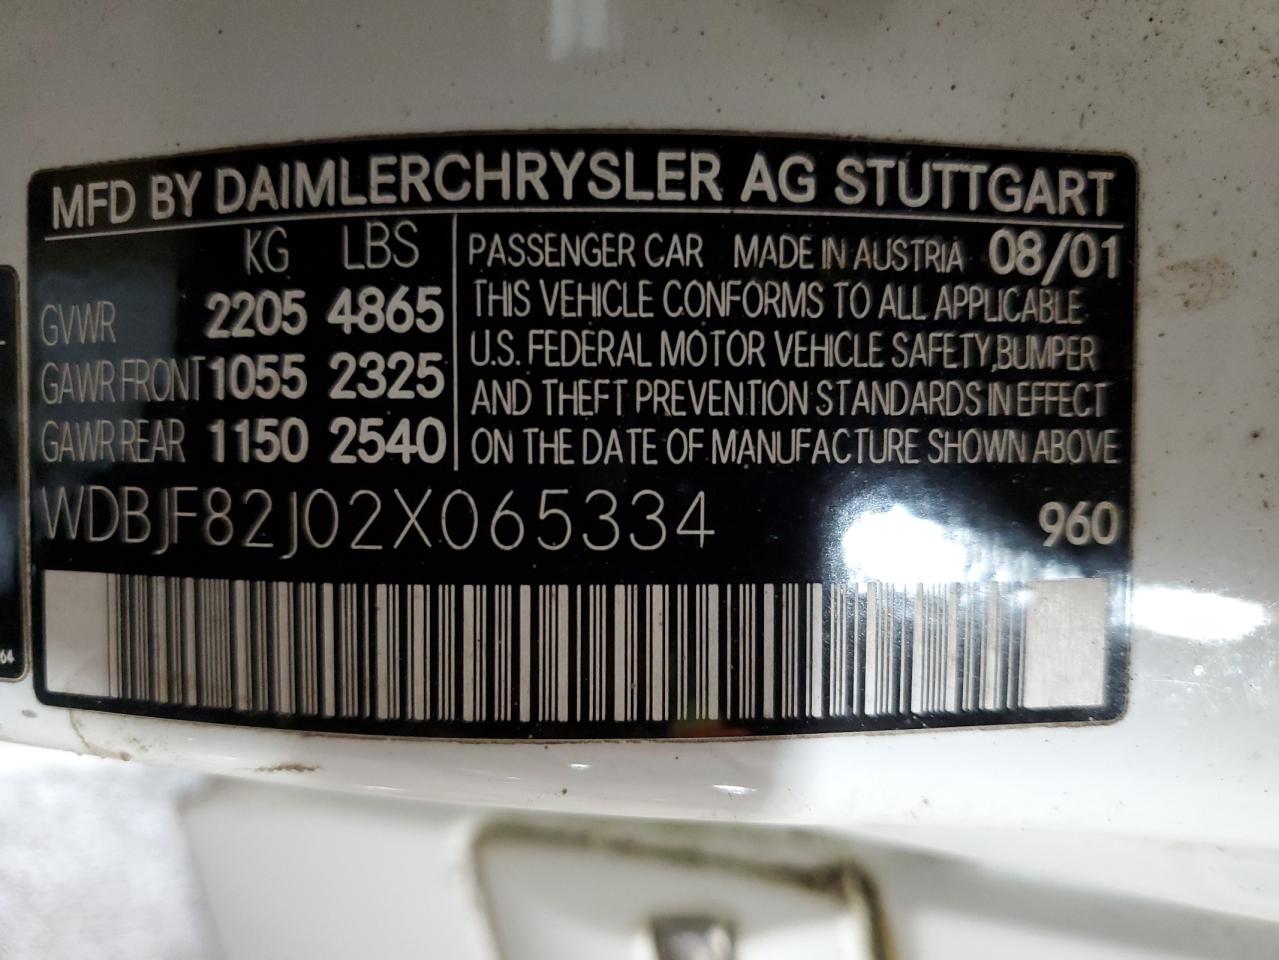 MFD BY DAIMLERCHRYSLER AG STUTTGART
KG LBS
GVWR 2205 4865
GAWR FRONT 1055 2325
GAWR REAR 1150 2540
PASSENGER CAR MADE IN AUSTRIA 08/01
THIS VEHICLE CONFORMS TO ALL APPLICABLE
U.S. FEDERAL MOTOR VEHICLE SAFETY, BUMPER
AND THEFT PREVENTION STANDARDS IN EFFECT
ON THE DATE OF MANUFACTURE SHOWN ABOVE
WDBJF82J02X065334 960
64